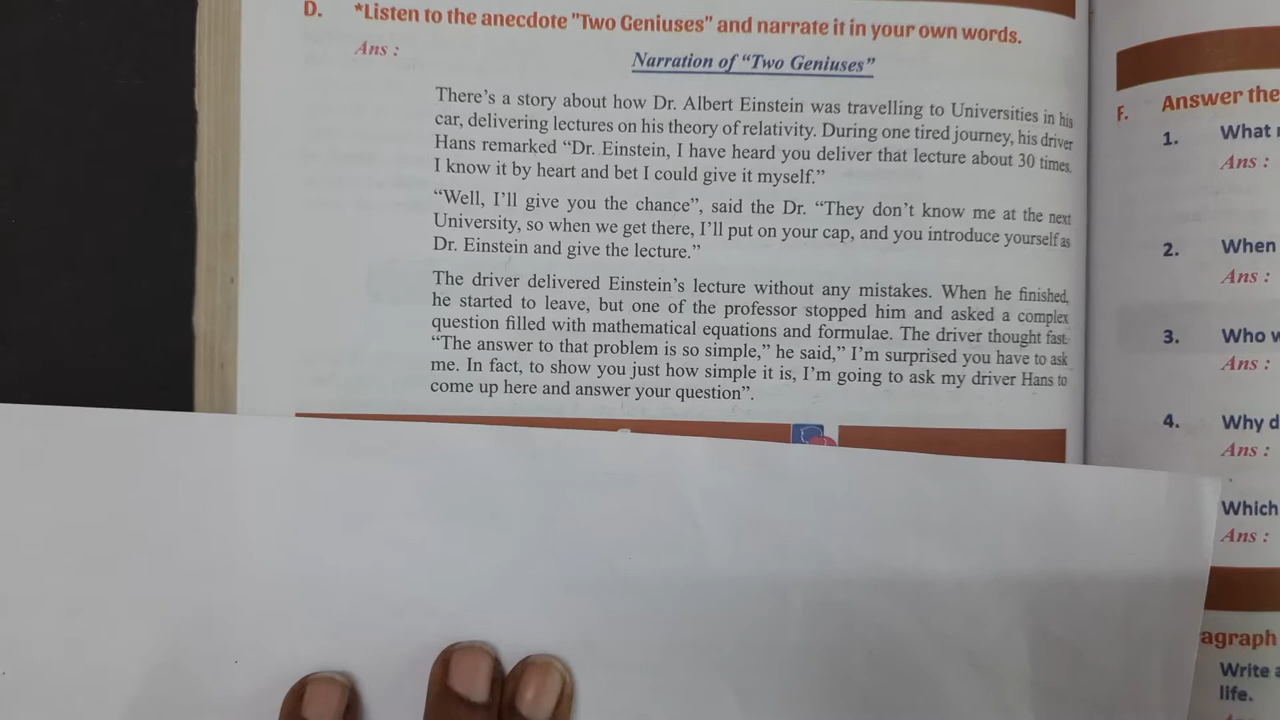 D. *Listen to the anecdote "Two Geniuses" and narrate it in your own words.
Ans :
Narration of “Two Geniuses”
There’s a story about how Dr. Albert Einstein was travelling to Universities in his
car, delivering lectures on his theory of relativity. During one tired journey, his driver
Hans remarked “Dr. Einstein, I have heard you deliver that lecture about 30 times.
I know it by heart and bet I could give it myself.”
“Well, I’ll give you the chance”, said the Dr. “They don’t know me at the next
University, so when we get there, I’ll put on your cap, and you introduce yourself as
Dr. Einstein and give the lecture.”
The driver delivered Einstein’s lecture without any mistakes. When he finished,
he started to leave, but one of the professor stopped him and asked a complex
question filled with mathematical equations and formulae. The driver thought fast.
“The answer to that problem is so simple,” he said,” I’m surprised you have to ask
me. In fact, to show you just how simple it is, I’m going to ask my driver Hans to
come up here and answer your question”.
F. Answer the
1. What
Ans :
2. When
Ans :
3. Who
Ans :
4. Why
Ans :
Which
Ans :
agraph
Write
life.